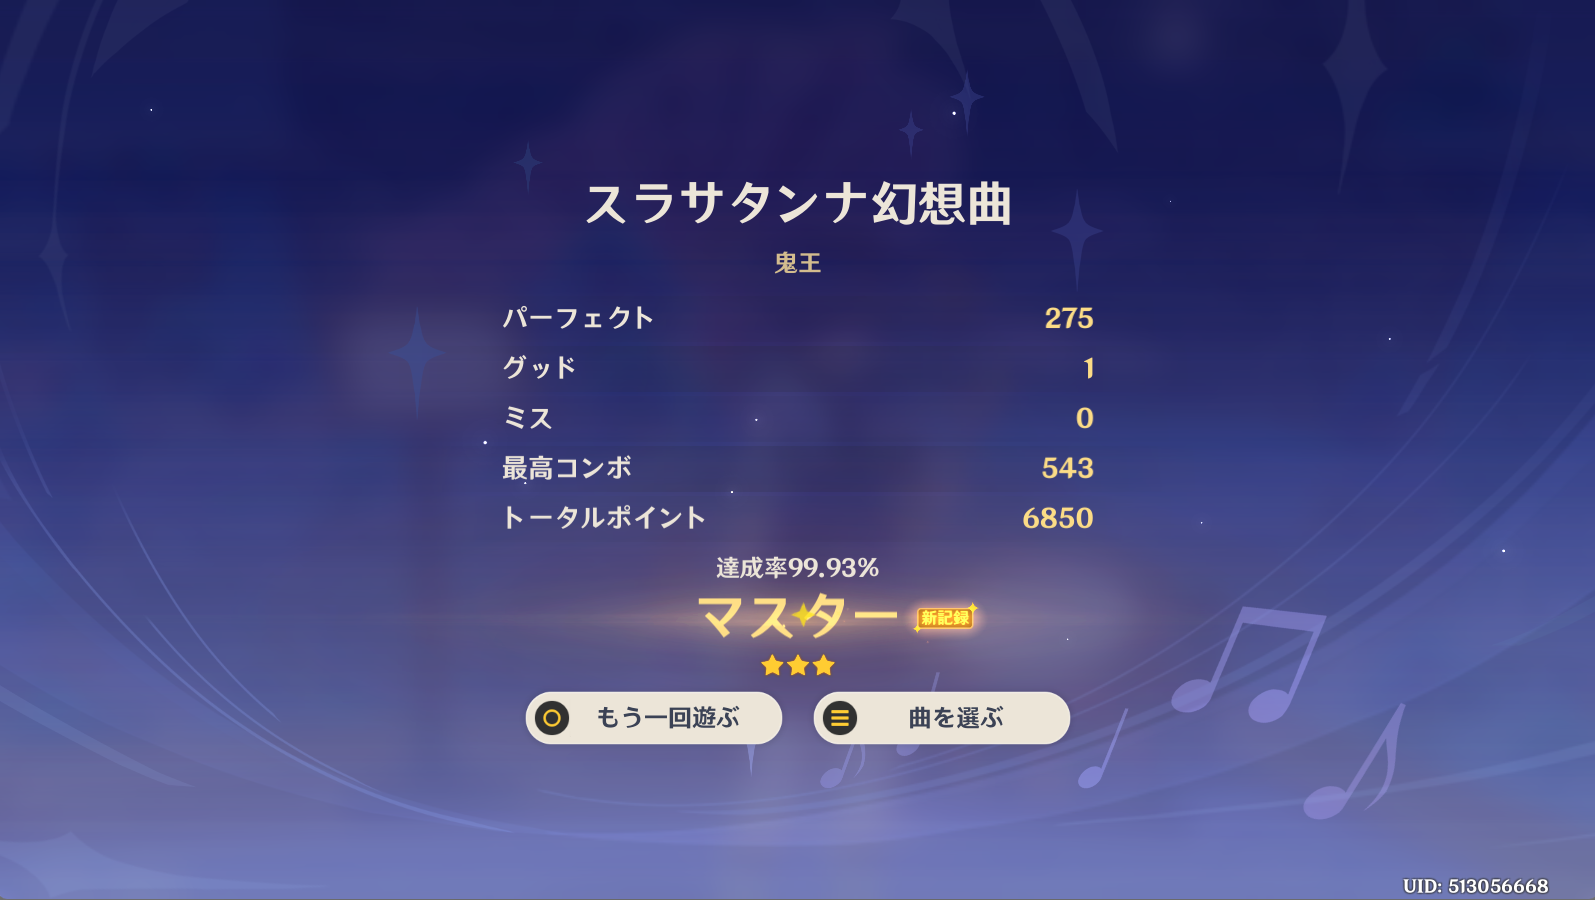 スラサタンナ幻想曲
鬼王
パーフェクト 275
グッド 1
ミス 0
最高コンボ 543
トータルポイント 6850
達成率99.93%
マスター 新記録
もう一回遊ぶ 曲を選ぶ
UID: 513056668